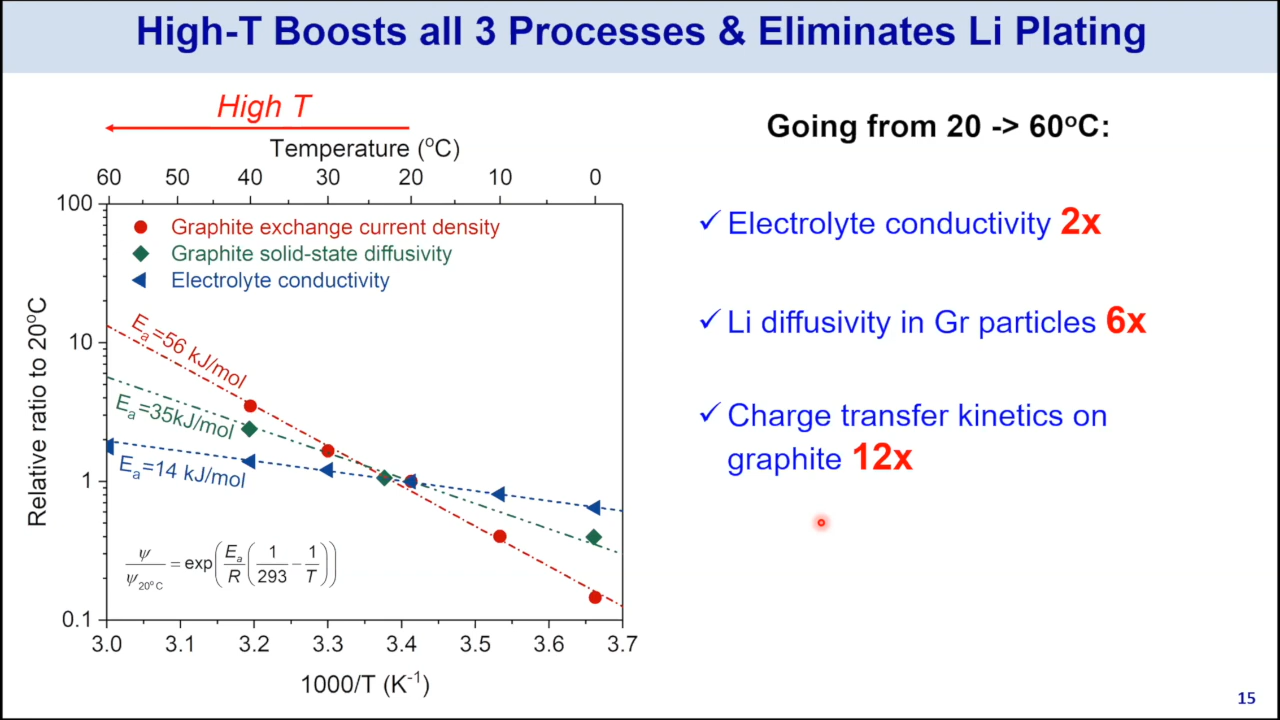 High-T Boosts all 3 Processes & Eliminates Li Plating
High T
Temperature (°C)
60 50 40 30 20 10 0
100
10
1
0.1
Relative ratio to 20°C
Graphite exchange current density
Graphite solid-state diffusivity
Electrolyte conductivity
Eₐ=56 kJ/mol
Eₐ=35kJ/mol
Eₐ=14 kJ/mol
ψ/ψ20°C = exp(Eₐ/R (1/293 − 1/T))
3.0 3.1 3.2 3.3 3.4 3.5 3.6 3.7
1000/T (K⁻¹)
Going from 20 -> 60°C:
✓ Electrolyte conductivity 2x
✓ Li diffusivity in Gr particles 6x
✓ Charge transfer kinetics on
graphite 12x
15